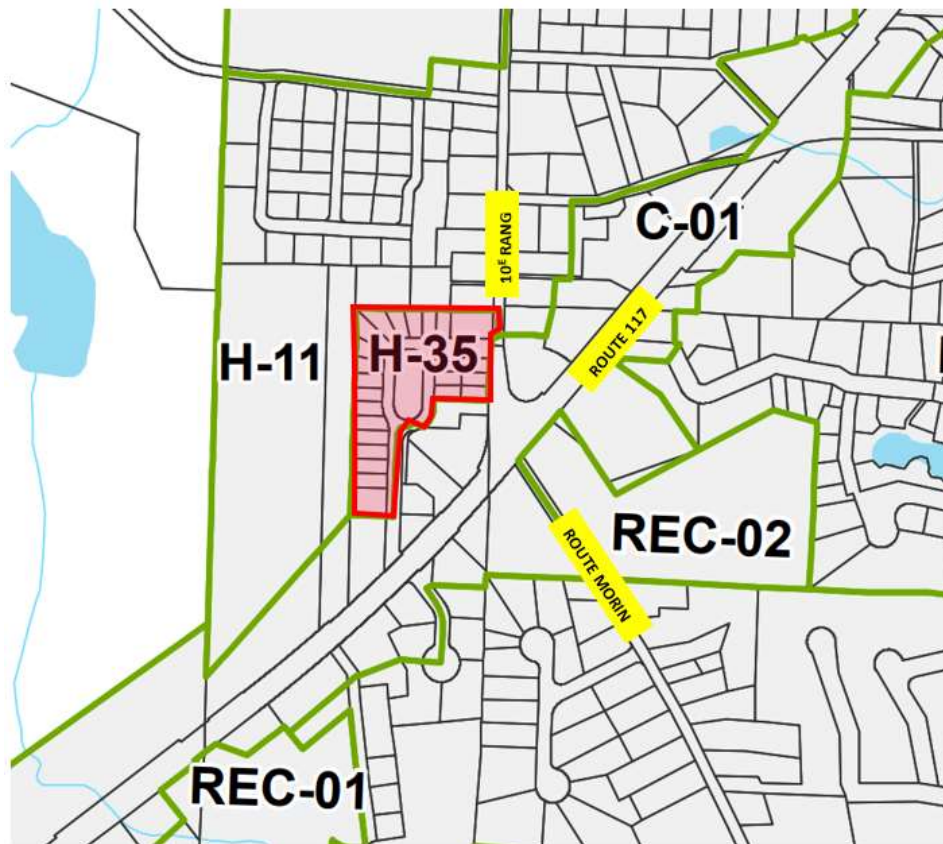 C-01
10E RANG
ROUTE 117
H-11
H-35
REC-02
ROUTE MORIN
REC-01